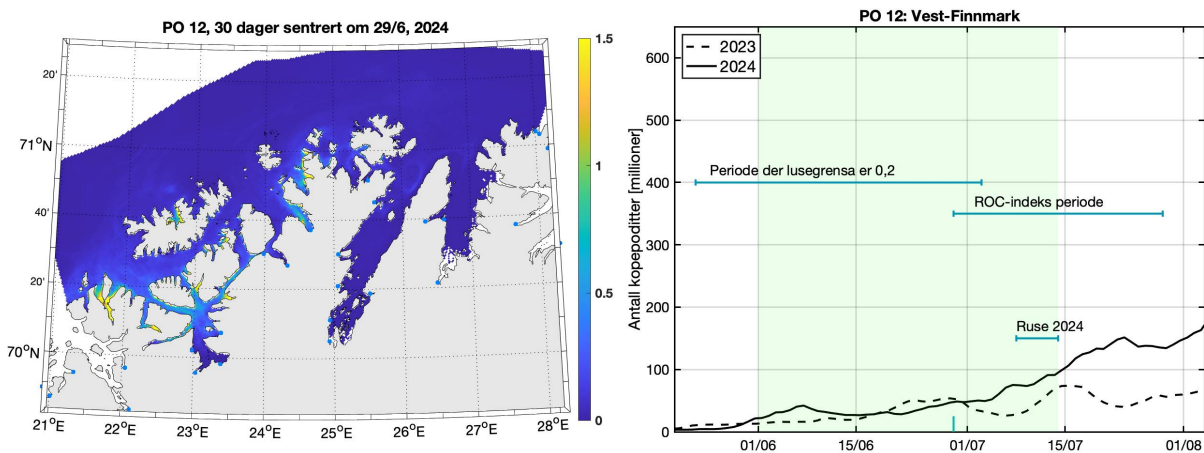 PO 12, 30 dager sentrert om 29/6, 2024
20'
71°N
40'
20'
70°N
21°E
22°E
23°E
24°E
25°E
26°E
27°E
28°E
1.5
1
0.5
0
PO 12: Vest-Finnmark
Antall kopepoditter [millioner]
600
500
400
300
200
100
0
2023
2024
Periode der lusegrensa er 0,2
ROC-indeks periode
Ruse 2024
01/06
15/06
01/07
15/07
01/08